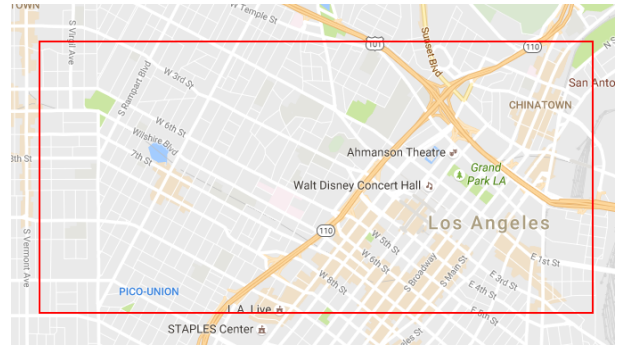 TOWN
W Temple St
S Virgil Ave
101
Sunset Blvd
110
N S
San Anto
W 3rd St
S Rampart Blvd
CHINATOWN
W 6th St
Wilshire Blvd
7th St
8th St
Ahmanson Theatre
Grand
Park LA
Walt Disney Concert Hall
Los Angeles
110
W 5th St
S Vermont Ave
E 1st St
S Broadway
S Main St
W 8th St
E 3rd St
E 4th St
PICO-UNION
L.A. Live
E 6th St
STAPLES Center
les St